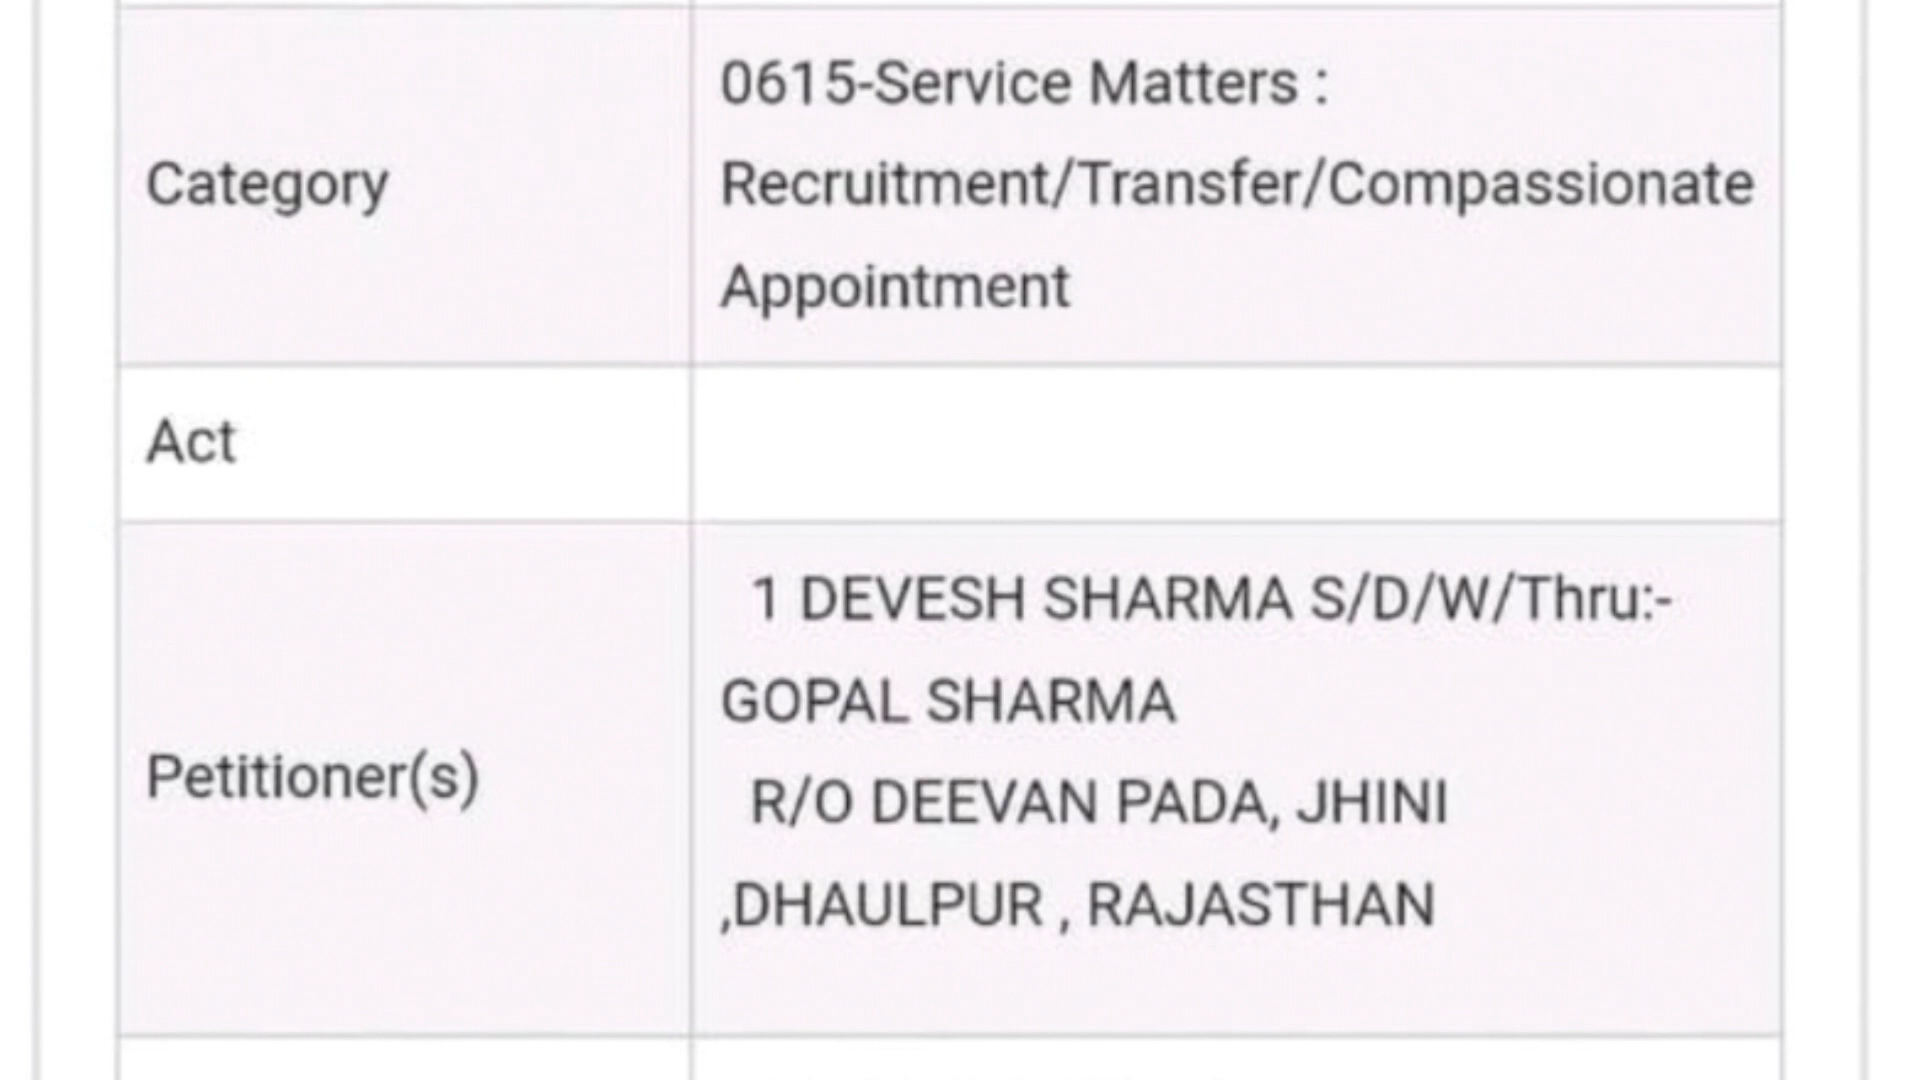 Category
0615-Service Matters :
Recruitment/Transfer/Compassionate
Appointment
Act
Petitioner(s)
1 DEVESH SHARMA S/D/W/Thru:-
GOPAL SHARMA
R/O DEEVAN PADA, JHINI
,DHAULPUR , RAJASTHAN